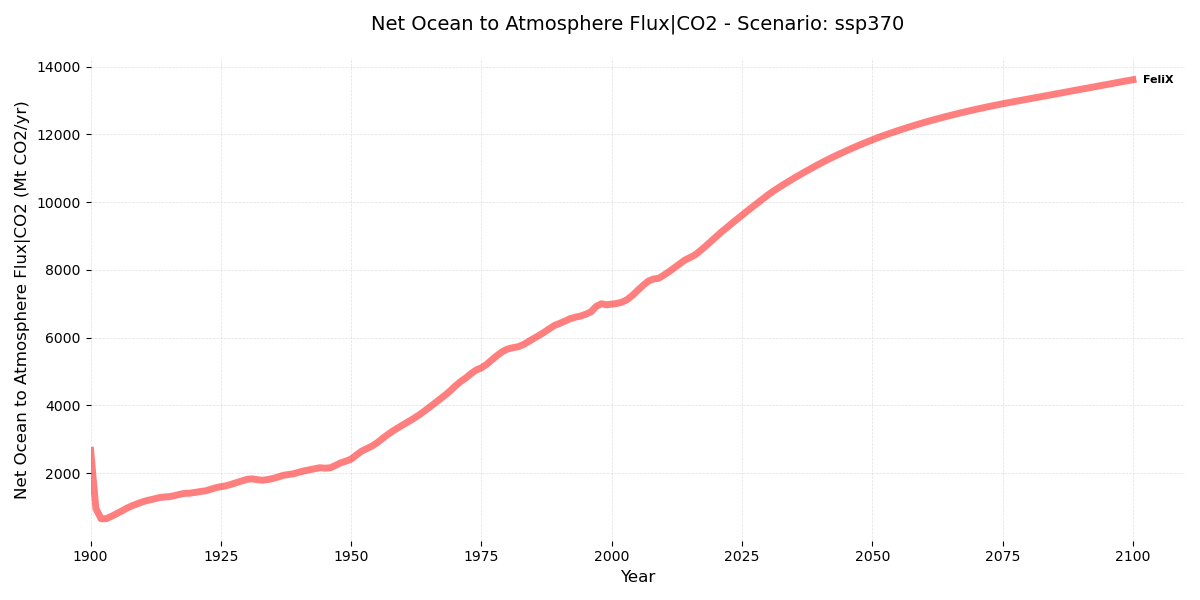 Net Ocean to Atmosphere Flux|CO2 - Scenario: ssp370
Net Ocean to Atmosphere Flux|CO2 (Mt CO2/yr)
14000
12000
10000
8000
6000
4000
2000
FeliX
1900 1925 1950 1975 2000 2025 2050 2075 2100
Year